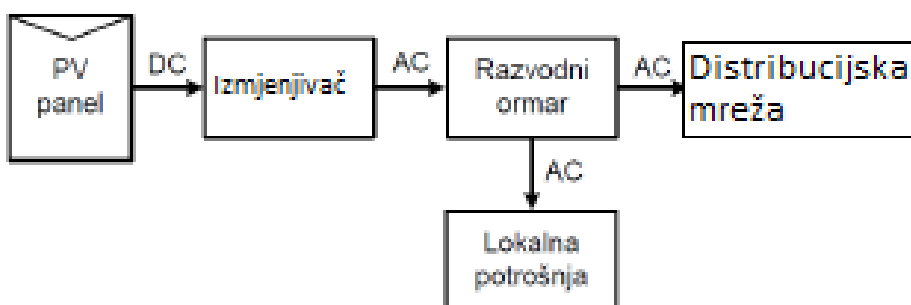 PV
panel
DC
Izmjenjivač
AC
Razvodni
ormar
AC
Distribucijska
mreža
AC
Lokalna
potrošnja